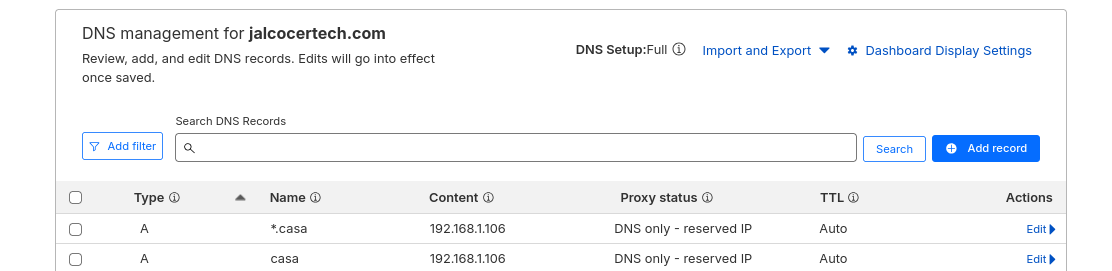 DNS management for jalcocertech.com
Review, add, and edit DNS records. Edits will go into effect
once saved.
DNS Setup:Full
Import and Export
Dashboard Display Settings
Search DNS Records
Add filter
Search
Add record
Type Name Content Proxy status TTL Actions
A *.casa 192.168.1.106 DNS only - reserved IP Auto Edit
A casa 192.168.1.106 DNS only - reserved IP Auto Edit